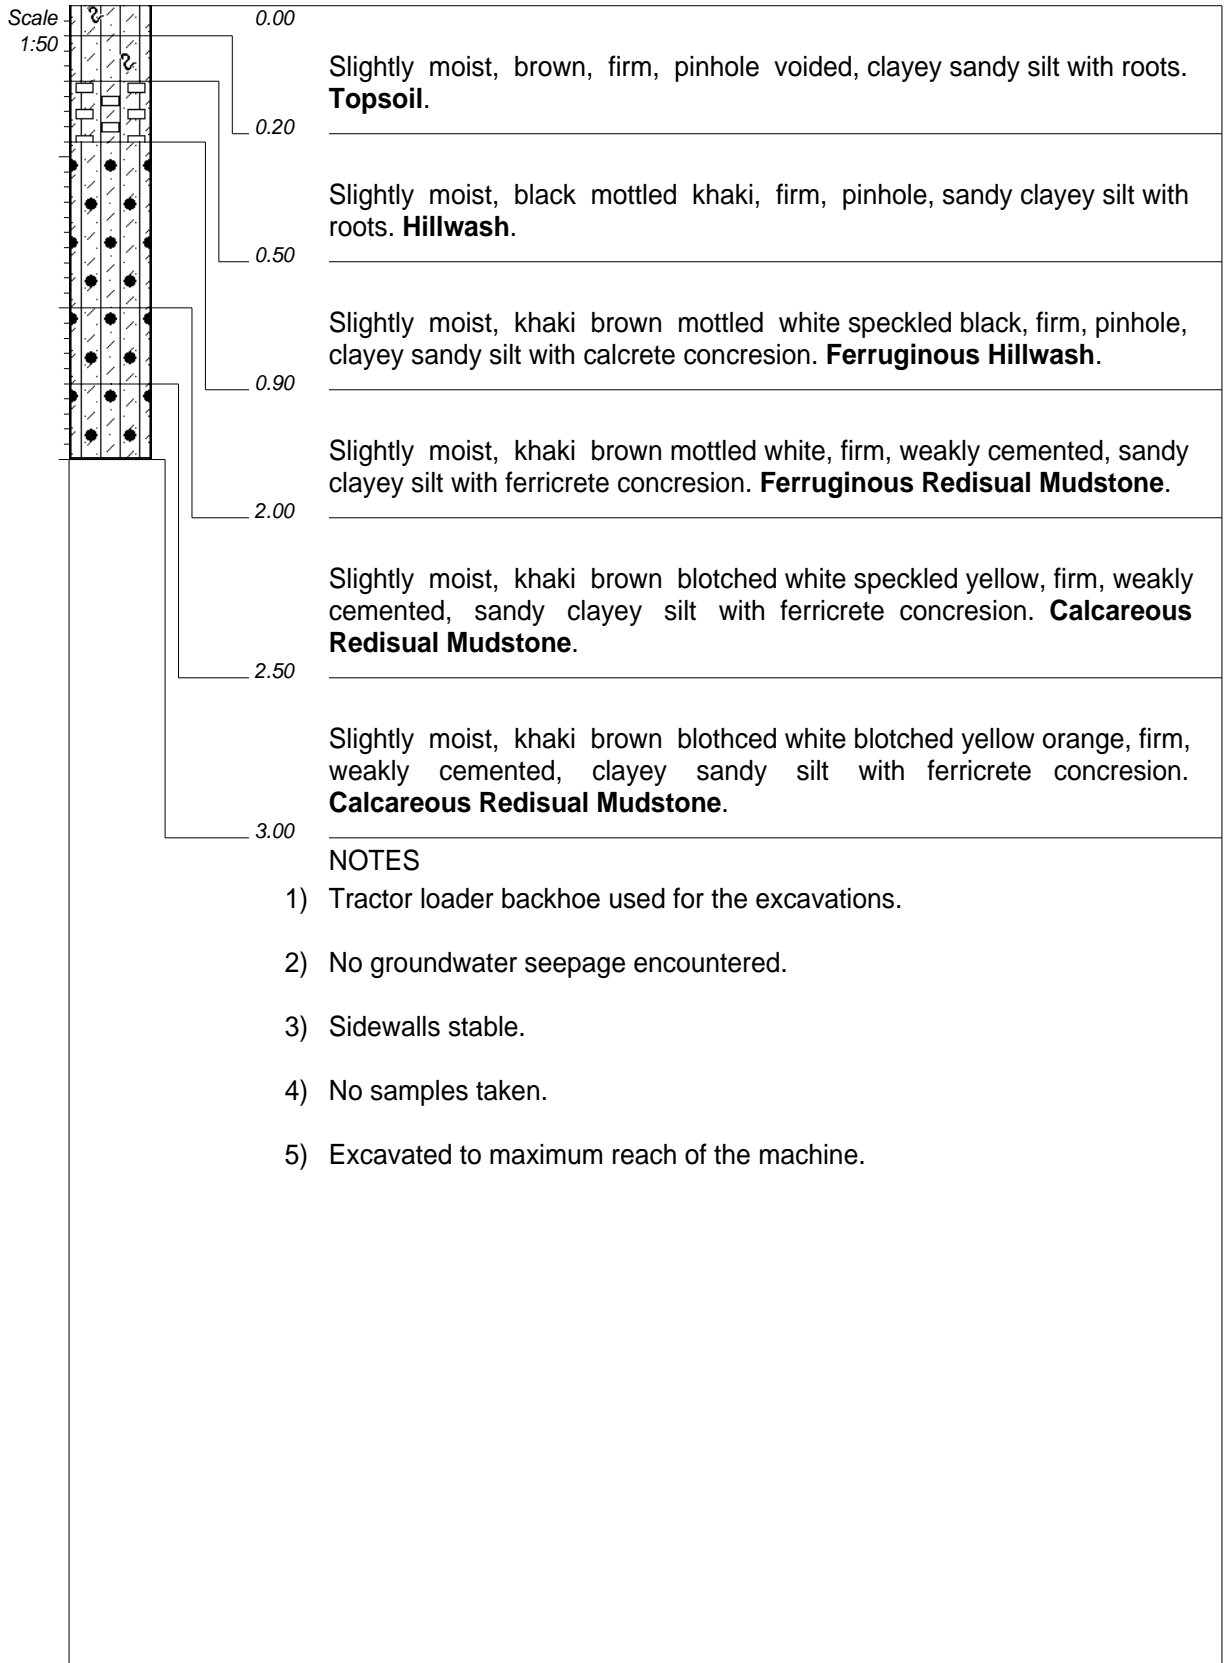 Scale
1:50
0.00
Slightly moist, brown, firm, pinhole voided, clayey sandy silt with roots.
Topsoil.
0.20
Slightly moist, black mottled khaki, firm, pinhole, sandy clayey silt with
roots. Hillwash.
0.50
Slightly moist, khaki brown mottled white speckled black, firm, pinhole,
clayey sandy silt with calcrete concresion. Ferruginous Hillwash.
0.90
Slightly moist, khaki brown mottled white, firm, weakly cemented, sandy
clayey silt with ferricrete concresion. Ferruginous Redisual Mudstone.
2.00
Slightly moist, khaki brown blotched white speckled yellow, firm, weakly
cemented, sandy clayey silt with ferricrete concresion. Calcareous
Redisual Mudstone.
2.50
Slightly moist, khaki brown blothced white blotched yellow orange, firm,
weakly cemented, clayey sandy silt with ferricrete concresion.
Calcareous Redisual Mudstone.
3.00
NOTES
1) Tractor loader backhoe used for the excavations.
2) No groundwater seepage encountered.
3) Sidewalls stable.
4) No samples taken.
5) Excavated to maximum reach of the machine.